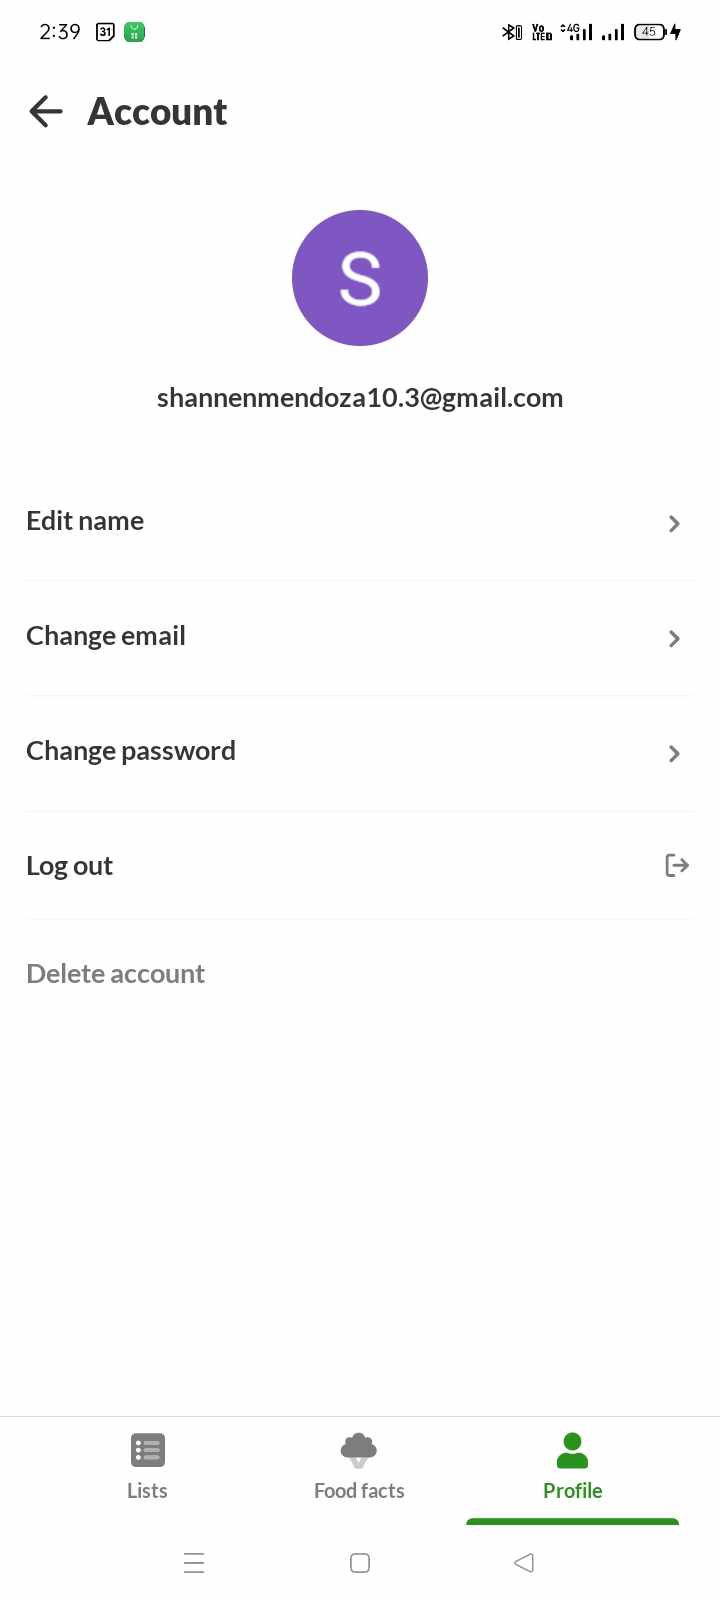 2:39
31
Vo
LTE
4G
45
Account
S
shannenmendoza10.3@gmail.com
Edit name
Change email
Change password
Log out
Delete account
Lists
Food facts
Profile